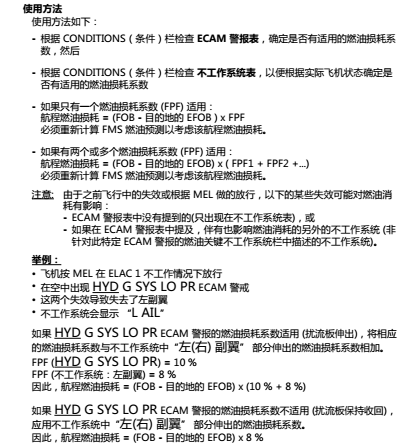 使用方法
使用方法如下：
- 根据 CONDITIONS（条件）栏检查 ECAM 警报表，确定是否有适用的燃油损耗系
数，然后
- 根据 CONDITIONS（条件）栏检查 不工作系统表，以便根据实际飞机状态确定是
否有适用的燃油损耗系数
- 如果只有一个燃油损耗系数 (FPF) 适用：
航程燃油损耗 = (FOB - 目的地的 EFOB ) x FPF
必须重新计算 FMS 燃油预测以考虑该航程燃油损耗。
- 如果有两个或多个燃油损耗系数 (FPF) 适用：
航程燃油损耗 = (FOB - 目的地的 EFOB) x ( FPF1 + FPF2 +...)
必须重新计算 FMS 燃油预测以考虑该航程燃油损耗。
注意: 由于之前飞行中的失效或根据 MEL 做的放行，以下的某些失效可能对燃油消
耗有影响：
- ECAM 警报表中没有提到的(只出现在不工作系统表)，或
- 如果在 ECAM 警报表中提及，伴有也影响燃油消耗的另外的不工作系统 (非
针对此特定 ECAM 警报的燃油关键不工作系统栏中描述的不工作系统)。
举例：
• 飞机按 MEL 在 ELAC 1 不工作情况下放行
• 在空中出现 HYD G SYS LO PR ECAM 警戒
• 这两个失效导致失去了左副翼
• 不工作系统会显示 “L AIL”
如果 HYD G SYS LO PR ECAM 警报的燃油损耗系数适用 (扰流板伸出)，将相应
的燃油损耗系数与不工作系统中 “左(右) 副翼” 部分伸出的燃油损耗系数相加。
FPF (HYD G SYS LO PR) = 10 %
FPF (不工作系统：左副翼) = 8 %
因此，航程燃油损耗 = (FOB - 目的地的 EFOB) x (10 % + 8 %)
如果 HYD G SYS LO PR ECAM 警报的燃油损耗系数不适用 (扰流板保持收回)，
应用不工作系统中 “左(右) 副翼” 部分伸出的燃油损耗系数。
因此，航程燃油损耗 = (FOB - 目的地的 EFOB) x 8 %